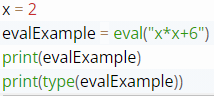 x = 2
evalExample = eval("x*x+6")
print(evalExample)
print(type(evalExample))